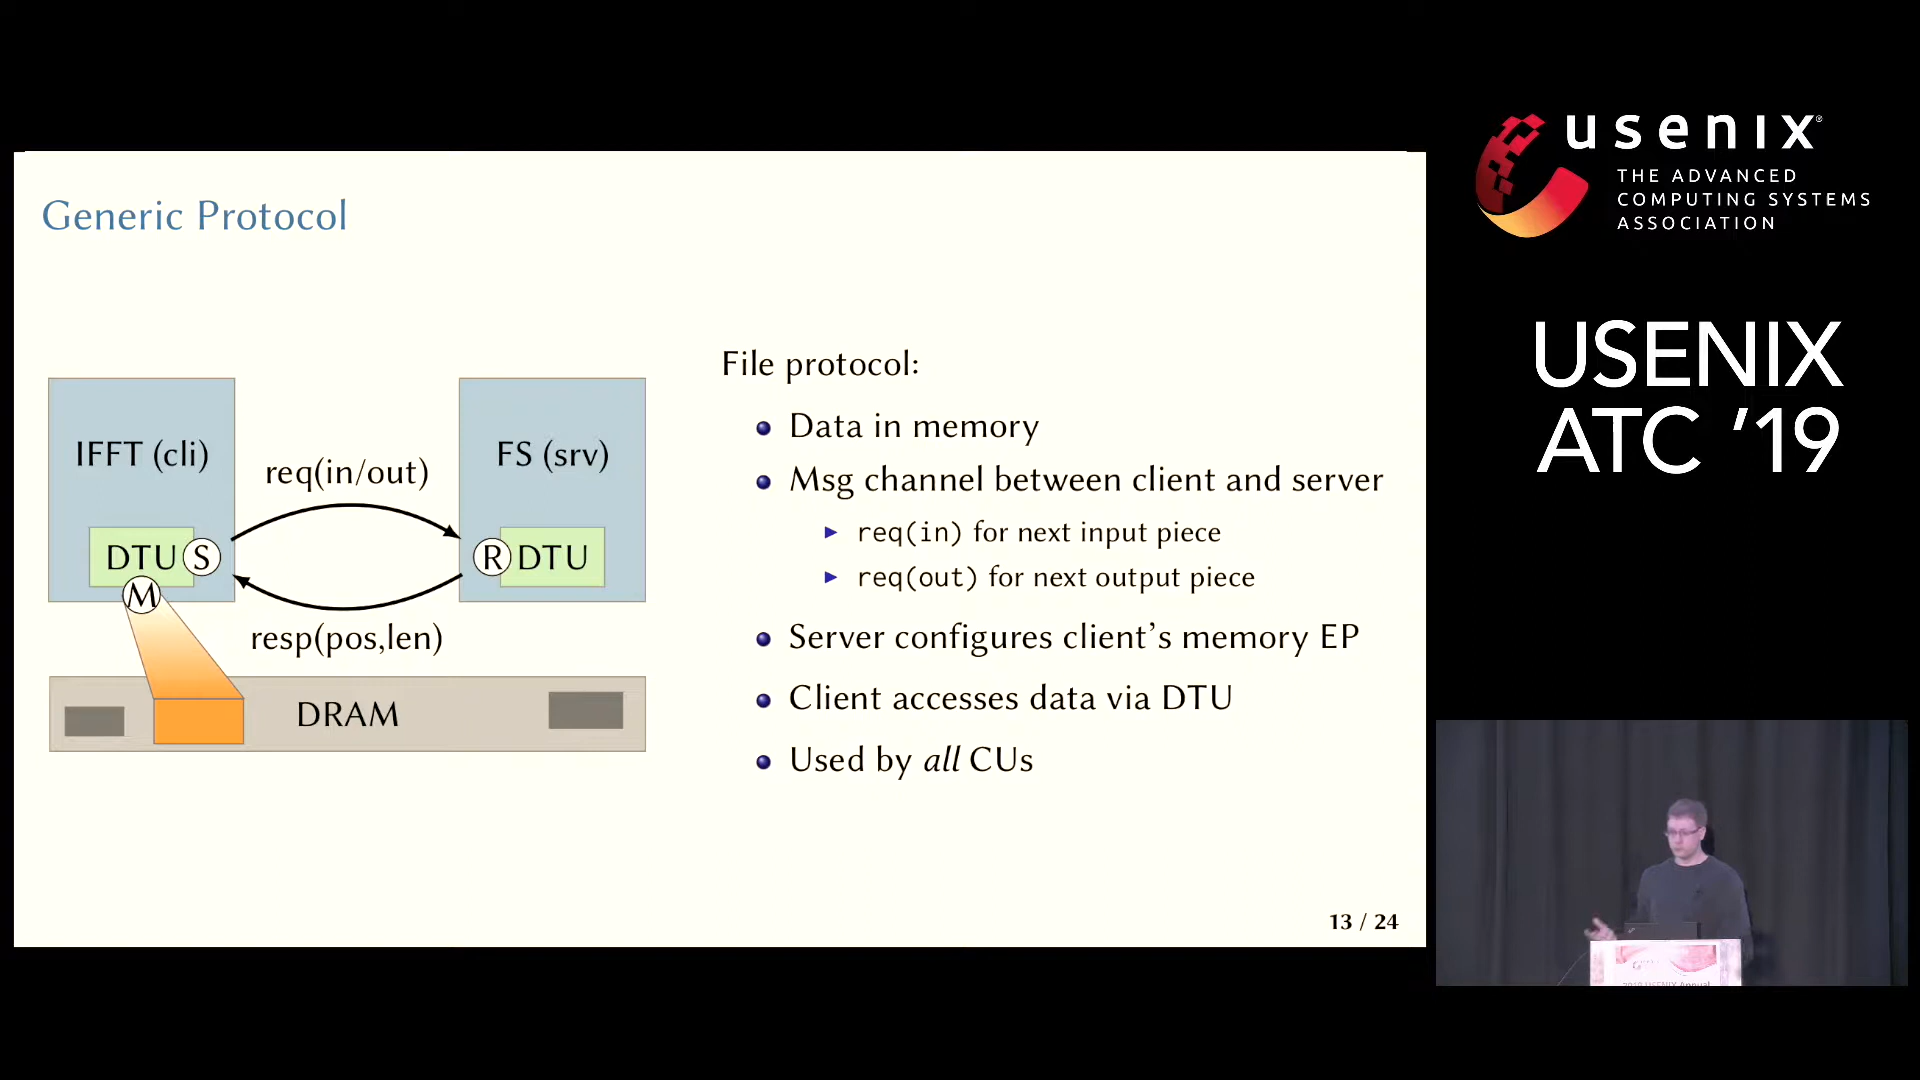 Generic Protocol
IFFT (cli)
FS (srv)
req(in/out)
DTU
S
R
DTU
M
resp(pos,len)
DRAM
File protocol:
Data in memory
Msg channel between client and server
req(in) for next input piece
req(out) for next output piece
Server configures client's memory EP
Client accesses data via DTU
Used by all CUs
13 / 24
usenix®
THE ADVANCED
COMPUTING SYSTEMS
ASSOCIATION
USENIX
ATC '19